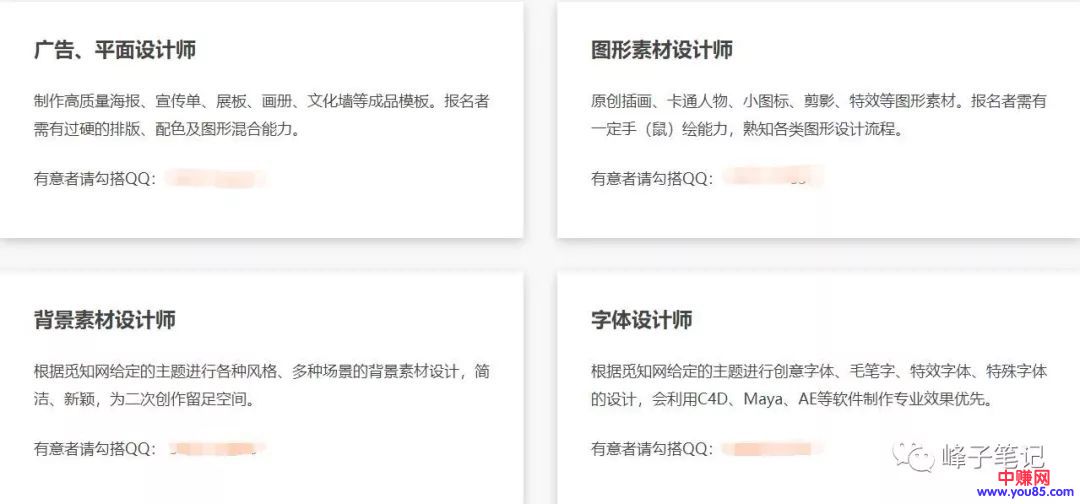 广告、平面设计师
制作高质量海报、宣传单、展板、画册、文化墙等成品模板。报名者
需有过硬的排版、配色及图形混合能力。
有意者请勾搭QQ：
图形素材设计师
原创插画、卡通人物、小图标、剪影、特效等图形素材。报名者需有
一定手（鼠）绘能力，熟知各类图形设计流程。
有意者请勾搭QQ：
背景素材设计师
根据觅知网给定的主题进行各种风格、多种场景的背景素材设计，简
洁、新颖，为二次创作留足空间。
有意者请勾搭QQ：
字体设计师
根据觅知网给定的主题进行创意字体、毛笔字、特效字体、特殊字体
的设计，会利用C4D、Maya、AE等软件制作专业效果优先。
有意者请勾搭QQ：
峰子笔记
中赚网
www.you85.com